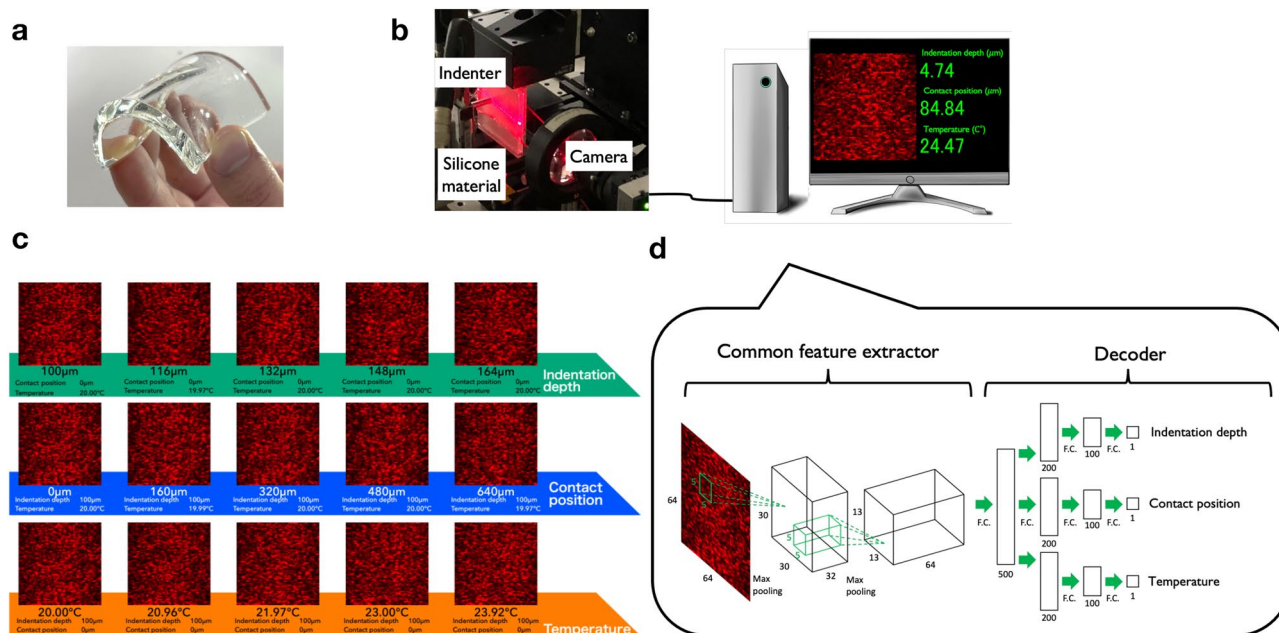 a
b
Indenter
Silicone
material
Camera
Indentation depth (μm)
4.74
Contact position (μm)
84.84
Temperature (C°)
24.47
c
100μm
Contact position 0μm
Temperature 20.00°C
116μm
Contact position 0μm
Temperature 19.97°C
132μm
Contact position 0μm
Temperature 20.00°C
148μm
Contact position 0μm
Temperature 20.00°C
164μm
Contact position 0μm
Temperature 20.00°C
Indentation
depth
0μm
Indentation depth 100μm
Temperature 20.00°C
160μm
Indentation depth 100μm
Temperature 19.99°C
320μm
Indentation depth 100μm
Temperature 20.00°C
480μm
Indentation depth 100μm
Temperature 20.00°C
640μm
Indentation depth 100μm
Temperature 19.97°C
Contact
position
20.00°C
Indentation depth 100μm
Contact position 0μm
20.96°C
Indentation depth 100μm
Contact position 0μm
21.97°C
Indentation depth 100μm
Contact position 0μm
23.00°C
Indentation depth 100μm
Contact position 0μm
23.92°C
Indentation depth 100μm
Contact position 0μm
Temperature
d
Common feature extractor
Decoder
64
5
5
64
Max
pooling
30
30
32
5
5
Max
pooling
13
13
64
F.C.
500
F.C.
200
F.C.
100
F.C.
1
Indentation depth
F.C.
200
F.C.
100
F.C.
1
Contact position
F.C.
200
F.C.
100
F.C.
1
Temperature